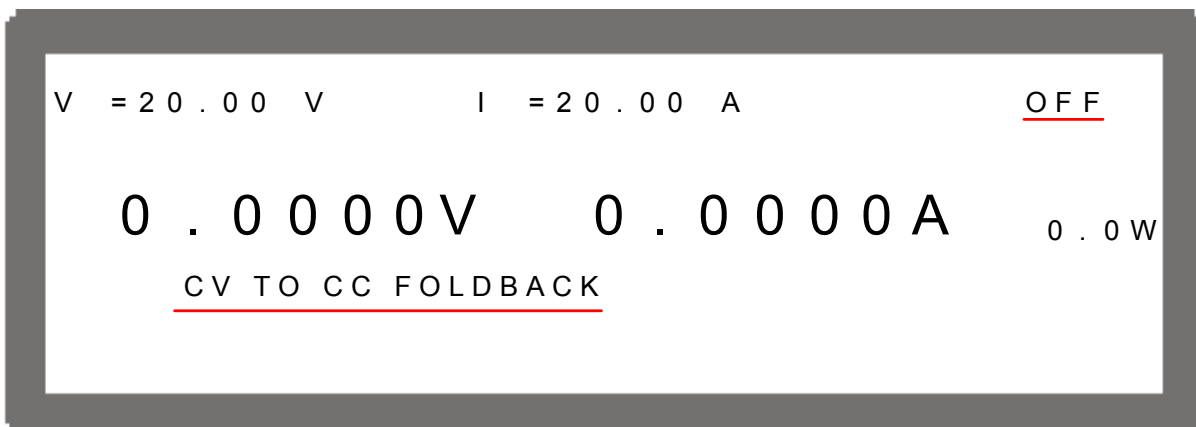 V =20.00 V I =20.00 A OFF
0.0000V 0.0000A 0.0W
CV TO CC FOLDBACK